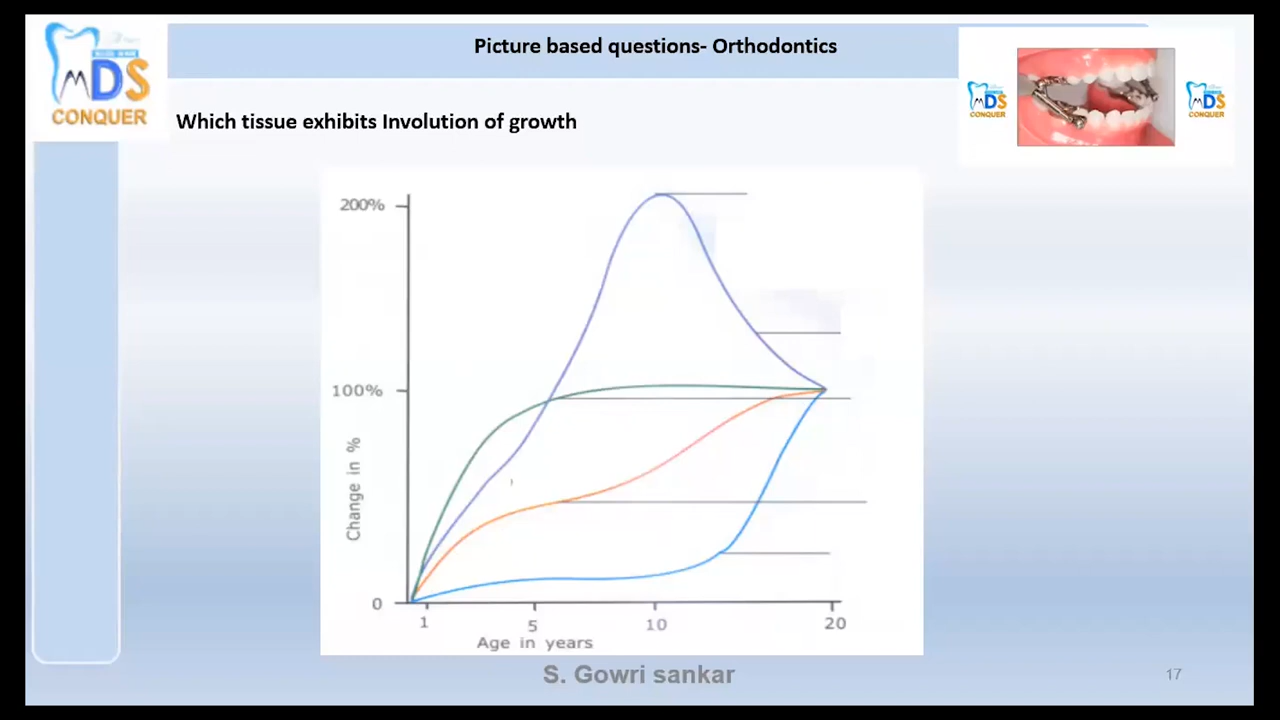 Picture based questions- Orthodontics
MDS
CONQUER
MDS
CONQUER
MDS
CONQUER
Which tissue exhibits Involution of growth
200%
100%
Change in %
0
1
5
10
20
Age in years
S. Gowri sankar
17